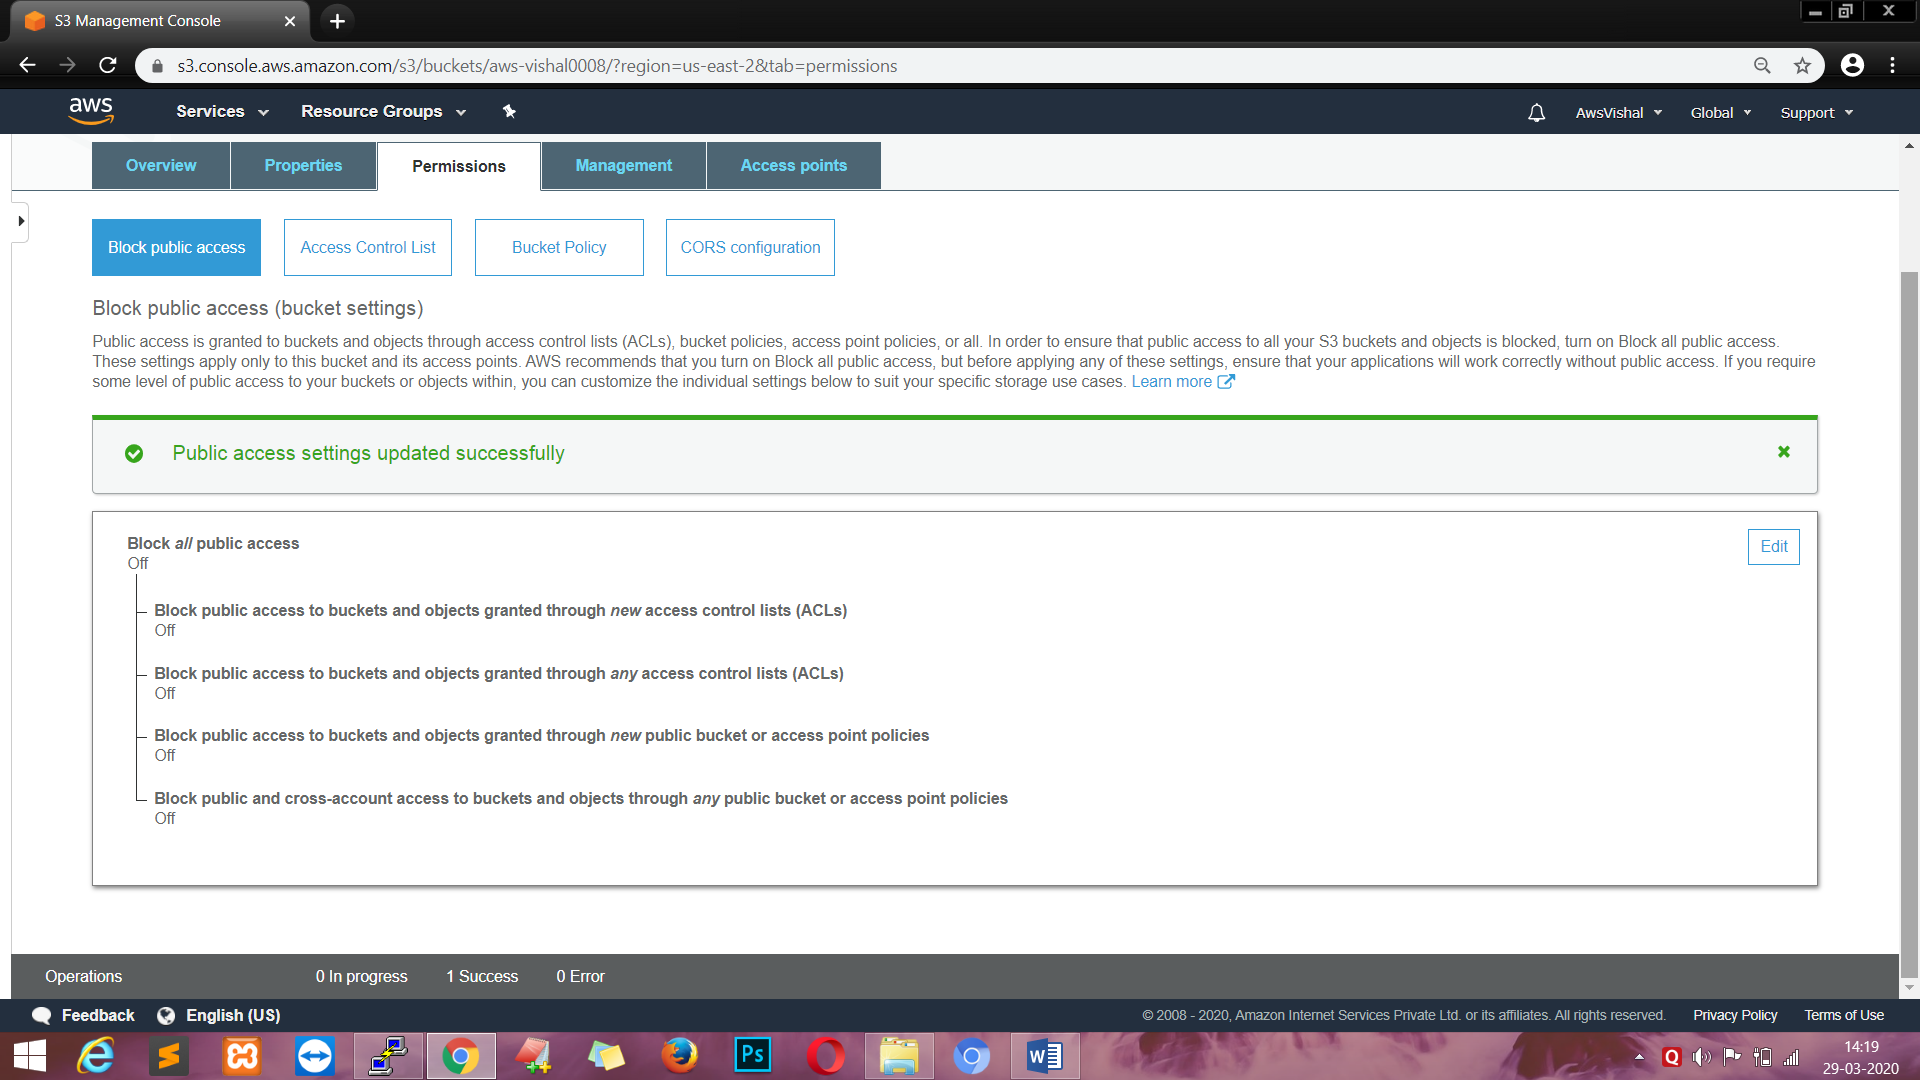 S3 Management Console
s3.console.aws.amazon.com/s3/buckets/aws-vishal0008/?region=us-east-2&tab=permissions
aws
Services
Resource Groups
AwsVishal
Global
Support
Overview
Properties
Permissions
Management
Access points
Block public access
Access Control List
Bucket Policy
CORS configuration
Block public access (bucket settings)
Public access is granted to buckets and objects through access control lists (ACLs), bucket policies, access point policies, or all. In order to ensure that public access to all your S3 buckets and objects is blocked, turn on Block all public access.
These settings apply only to this bucket and its access points. AWS recommends that you turn on Block all public access, but before applying any of these settings, ensure that your applications will work correctly without public access. If you require
some level of public access to your buckets or objects within, you can customize the individual settings below to suit your specific storage use cases. Learn more
Public access settings updated successfully
Block all public access
Off
Edit
Block public access to buckets and objects granted through new access control lists (ACLs)
Off
Block public access to buckets and objects granted through any access control lists (ACLs)
Off
Block public access to buckets and objects granted through new public bucket or access point policies
Off
Block public and cross-account access to buckets and objects through any public bucket or access point policies
Off
Operations
0 In progress
1 Success
0 Error
Feedback
English (US)
© 2008 - 2020, Amazon Internet Services Private Ltd. or its affiliates. All rights reserved.
Privacy Policy
Terms of Use
Ps
Q
14:19
29-03-2020